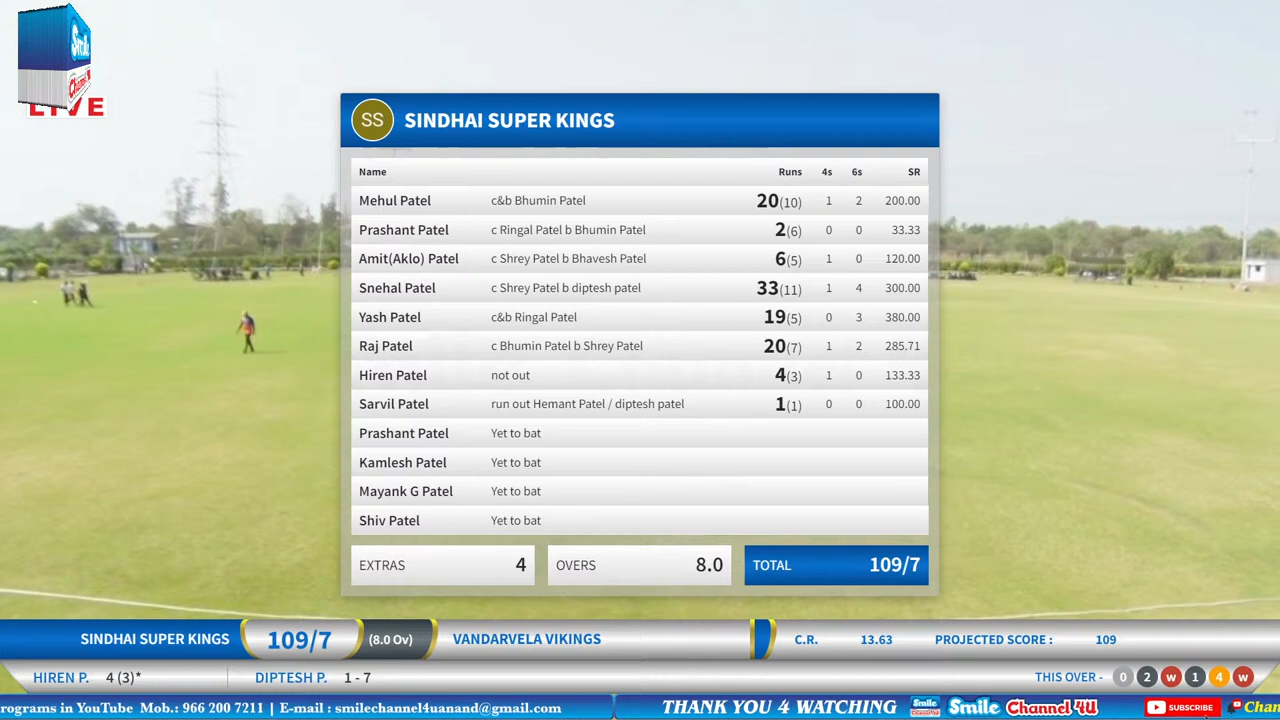 Smile
Channel 4U
LIVE
SS SINDHAI SUPER KINGS
Name Runs 4s 6s SR
Mehul Patel c&b Bhumin Patel 20(10) 1 2 200.00
Prashant Patel c Ringal Patel b Bhumin Patel 2(6) 0 0 33.33
Amit(Aklo) Patel c Shrey Patel b Bhavesh Patel 6(5) 1 0 120.00
Snehal Patel c Shrey Patel b diptesh patel 33(11) 1 4 300.00
Yash Patel c&b Ringal Patel 19(5) 0 3 380.00
Raj Patel c Bhumin Patel b Shrey Patel 20(7) 1 2 285.71
Hiren Patel not out 4(3) 1 0 133.33
Sarvil Patel run out Hemant Patel / diptesh patel 1(1) 0 0 100.00
Prashant Patel Yet to bat
Kamlesh Patel Yet to bat
Mayank G Patel Yet to bat
Shiv Patel Yet to bat
EXTRAS 4 OVERS 8.0 TOTAL 109/7
SINDHAI SUPER KINGS 109/7 (8.0 Ov) VANDARVELA VIKINGS C.R. 13.63 PROJECTED SCORE : 109
HIREN P. 4 (3)* DIPTESH P. 1 - 7 THIS OVER - 0 2 w 1 4 w
rograms in YouTube Mob.: 966 200 7211 | E-mail : smilechannel4uanand@gmail.com THANK YOU 4 WATCHING Smile Channel 4U SUBSCRIBE Chan